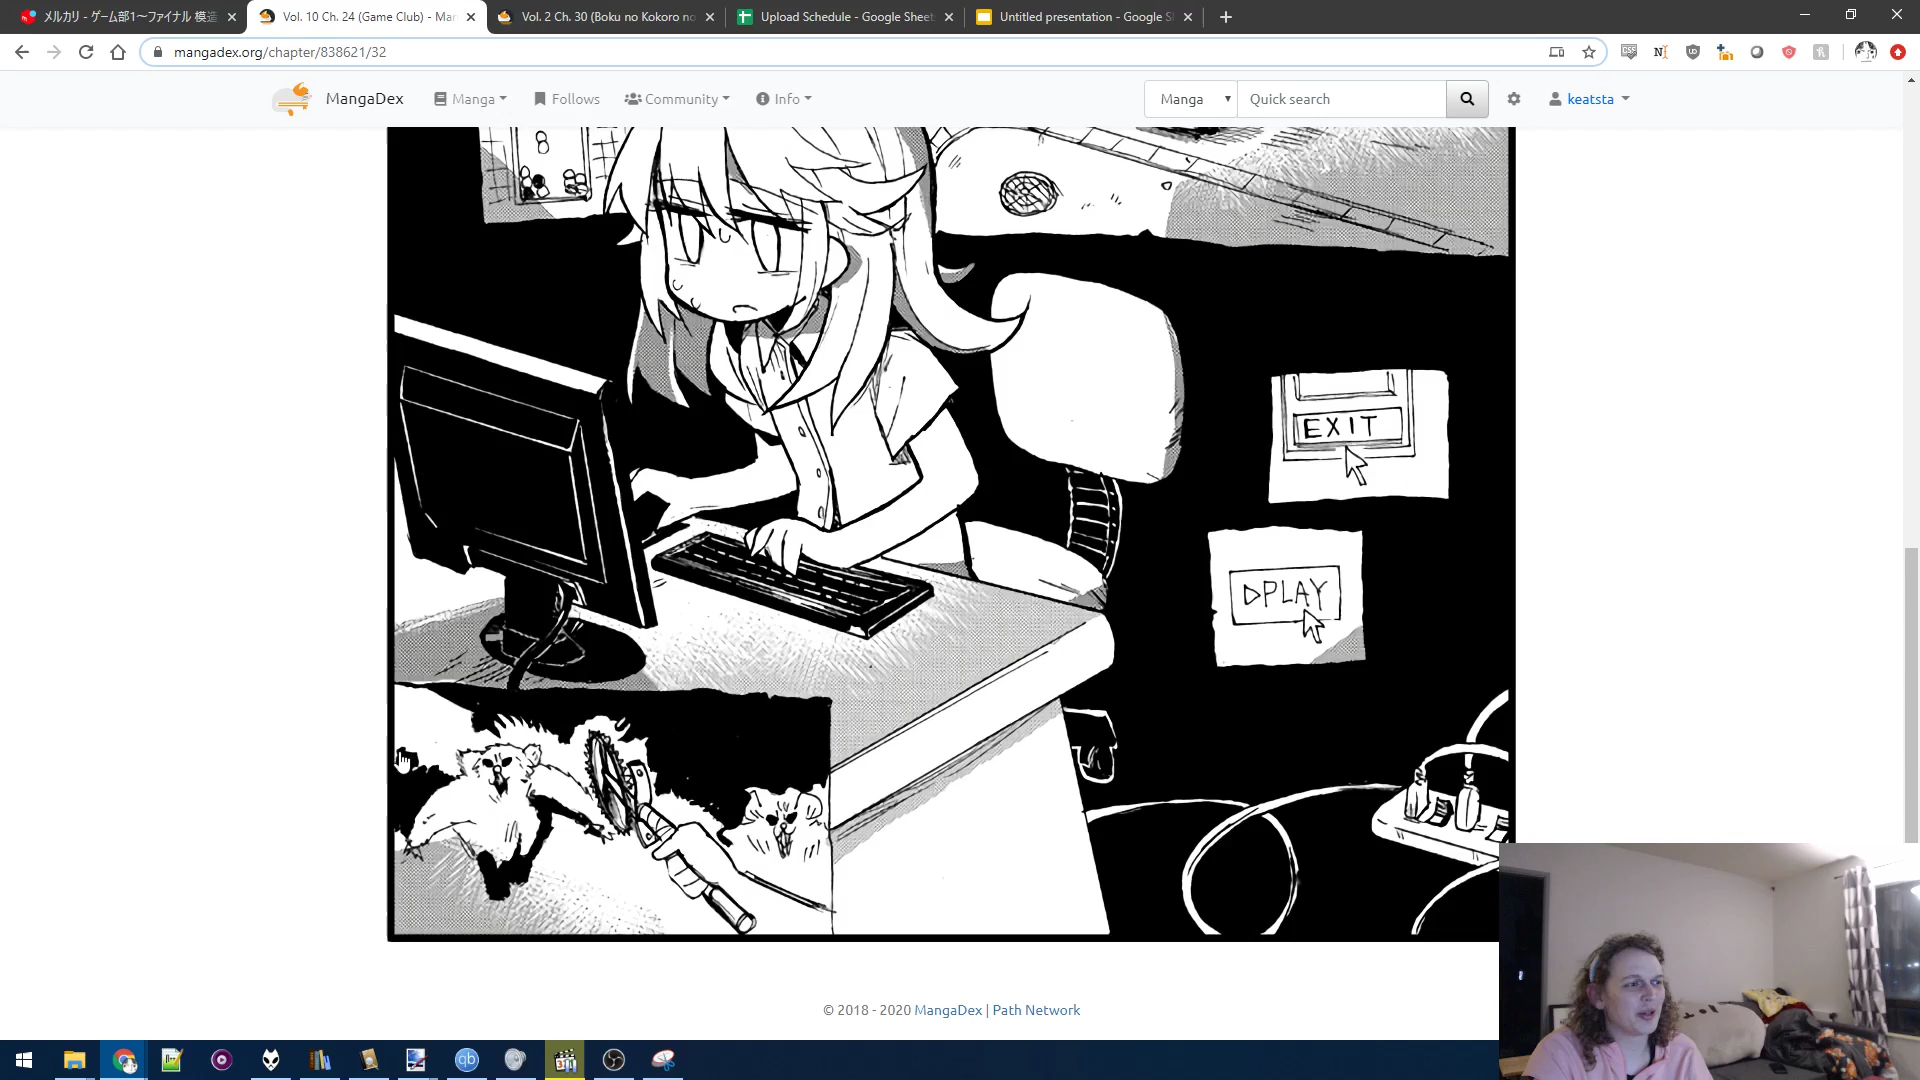 メルカリ - ゲーム部1～ファイナル 模造
Vol. 10 Ch. 24 (Game Club) - Man
Vol. 2 Ch. 30 (Boku no Kokoro no
Upload Schedule - Google Sheet
Untitled presentation - Google Sl
mangadex.org/chapter/838621/32
MangaDex
Manga
Follows
Community
Info
Manga
Quick search
keatsta
EXIT
PLAY
© 2018 - 2020 MangaDex | Path Network